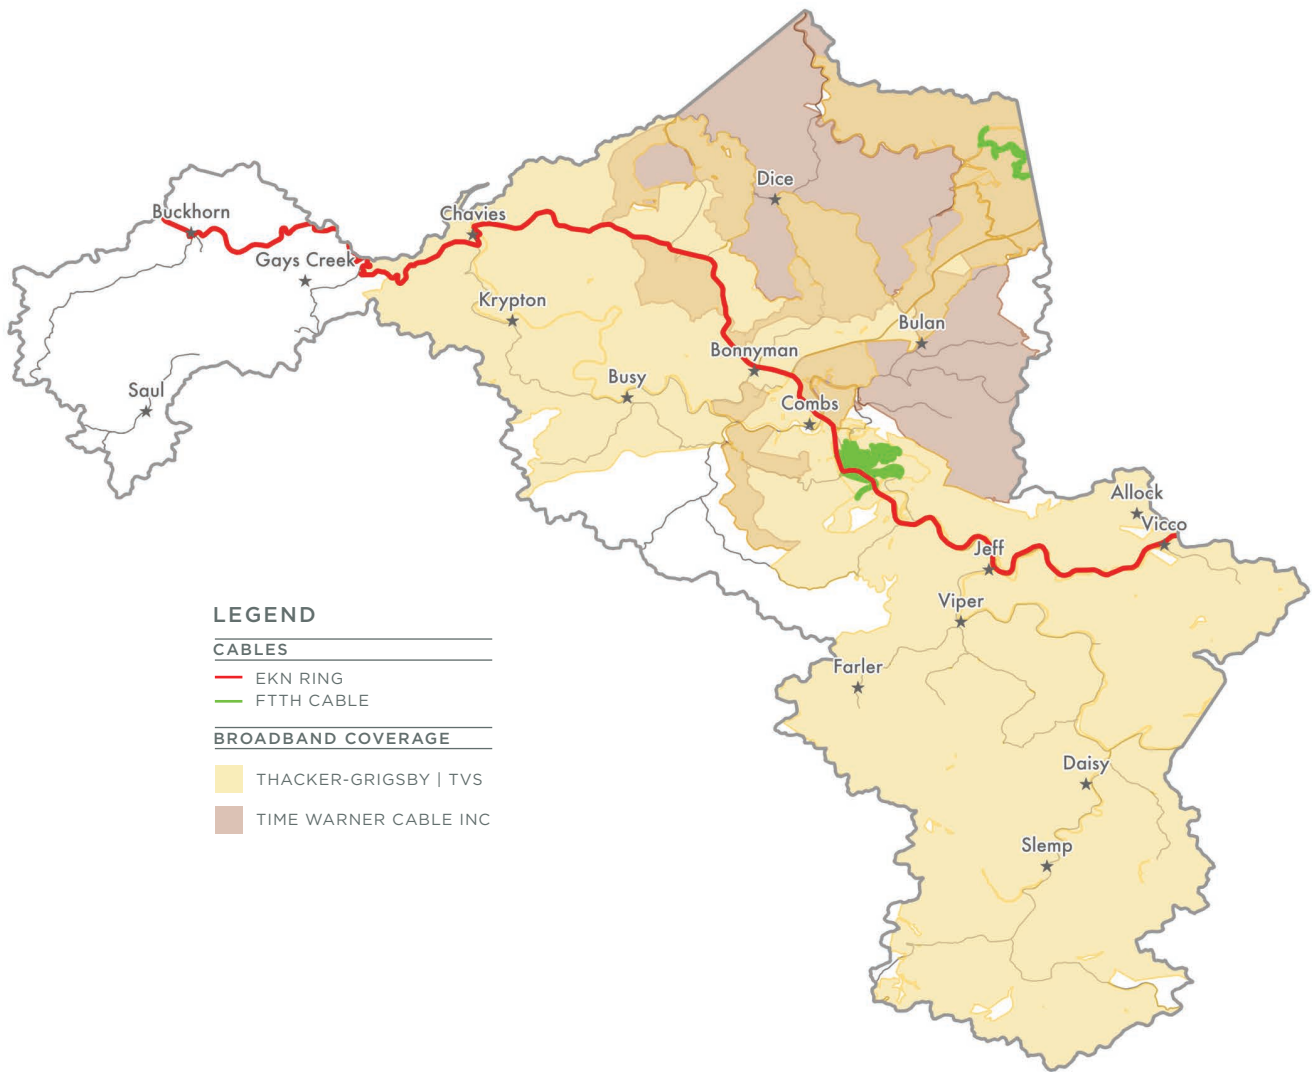 Dice
Buckhorn
Chavies
Gays Creek
Krypton
Bulan
Bonnyman
Busy
Saul
Combs
Allock
Vicco
Jeff
Viper
Farler
Daisy
Slemp
LEGEND
CABLES
EKN RING
FTTH CABLE
BROADBAND COVERAGE
THACKER-GRIGSBY | TVS
TIME WARNER CABLE INC